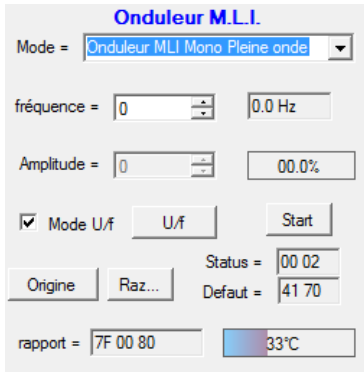 Onduleur M.L.I.
Mode = Onduleur MLI Mono Pleine onde
fréquence = 0 0.0 Hz
Amplitude = 0 00.0%
Mode U/f U/f Start
Status = 00 02
Origine Raz... Defaut = 41 70
rapport = 7F 00 80 33°C